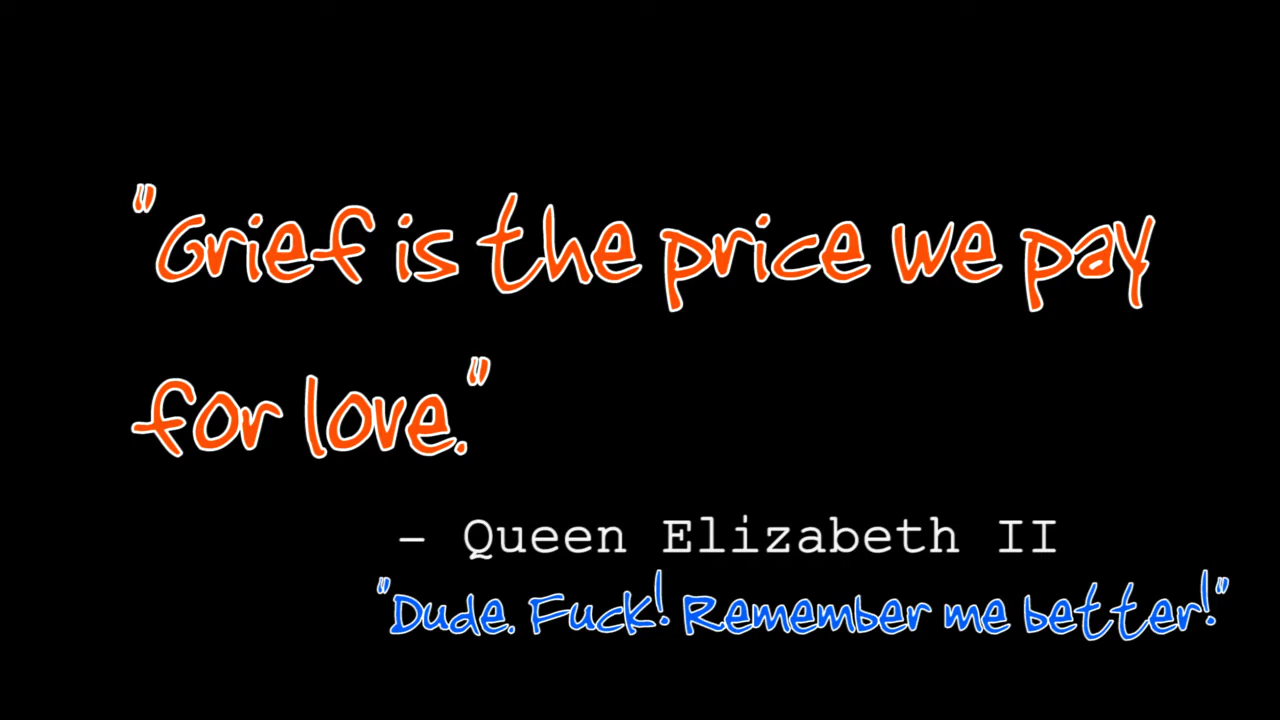 "Grief is the price we pay
for love."
– Queen Elizabeth II
"Dude. Fuck! Remember me better!"